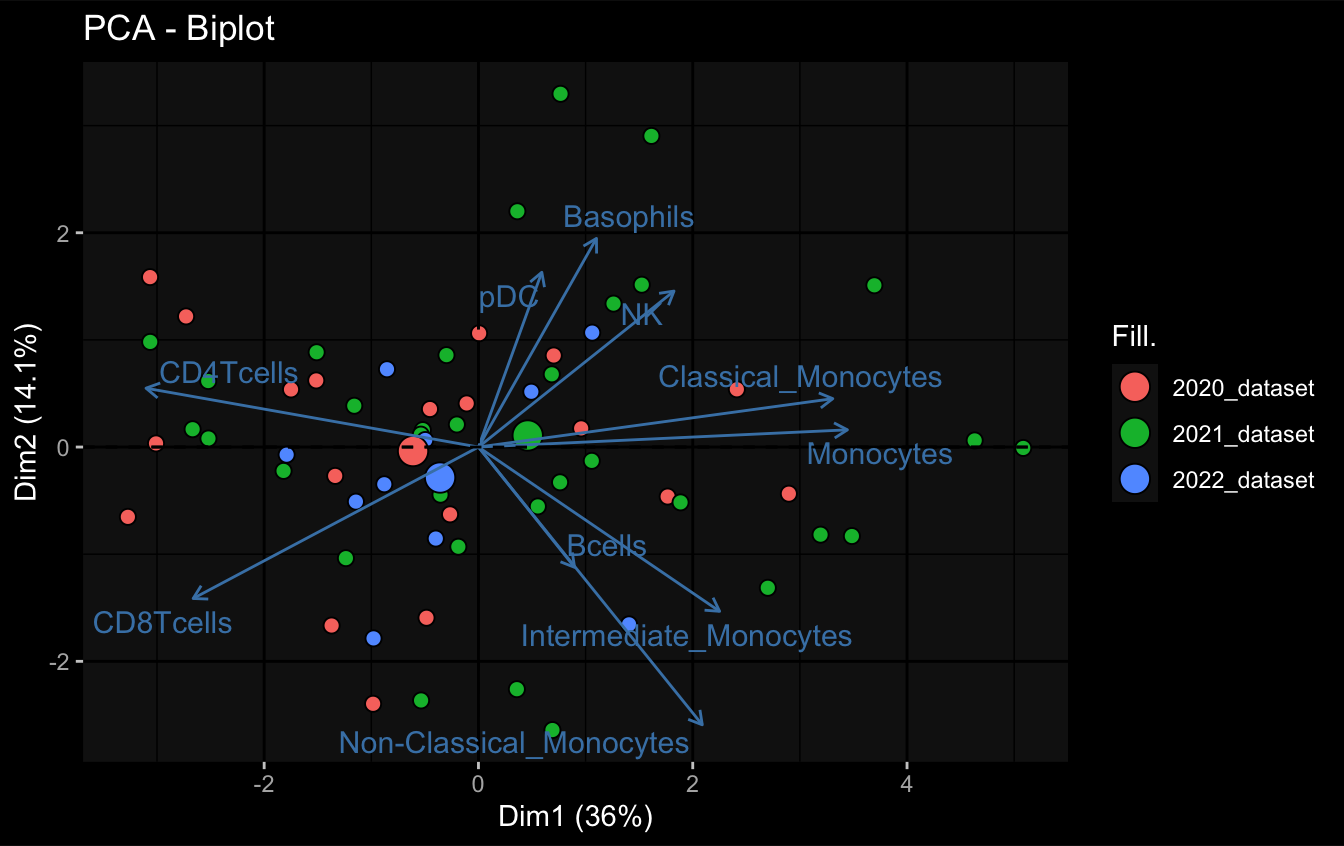 PCA - Biplot
Basophils
pDC
NK
CD4Tcells
Classical_Monocytes
Monocytes
Bcells
CD8Tcells
Intermediate_Monocytes
Non-Classical_Monocytes
2
0
-2
-2
0
2
4
Dim2 (14.1%)
Dim1 (36%)
Fill.
2020_dataset
2021_dataset
2022_dataset